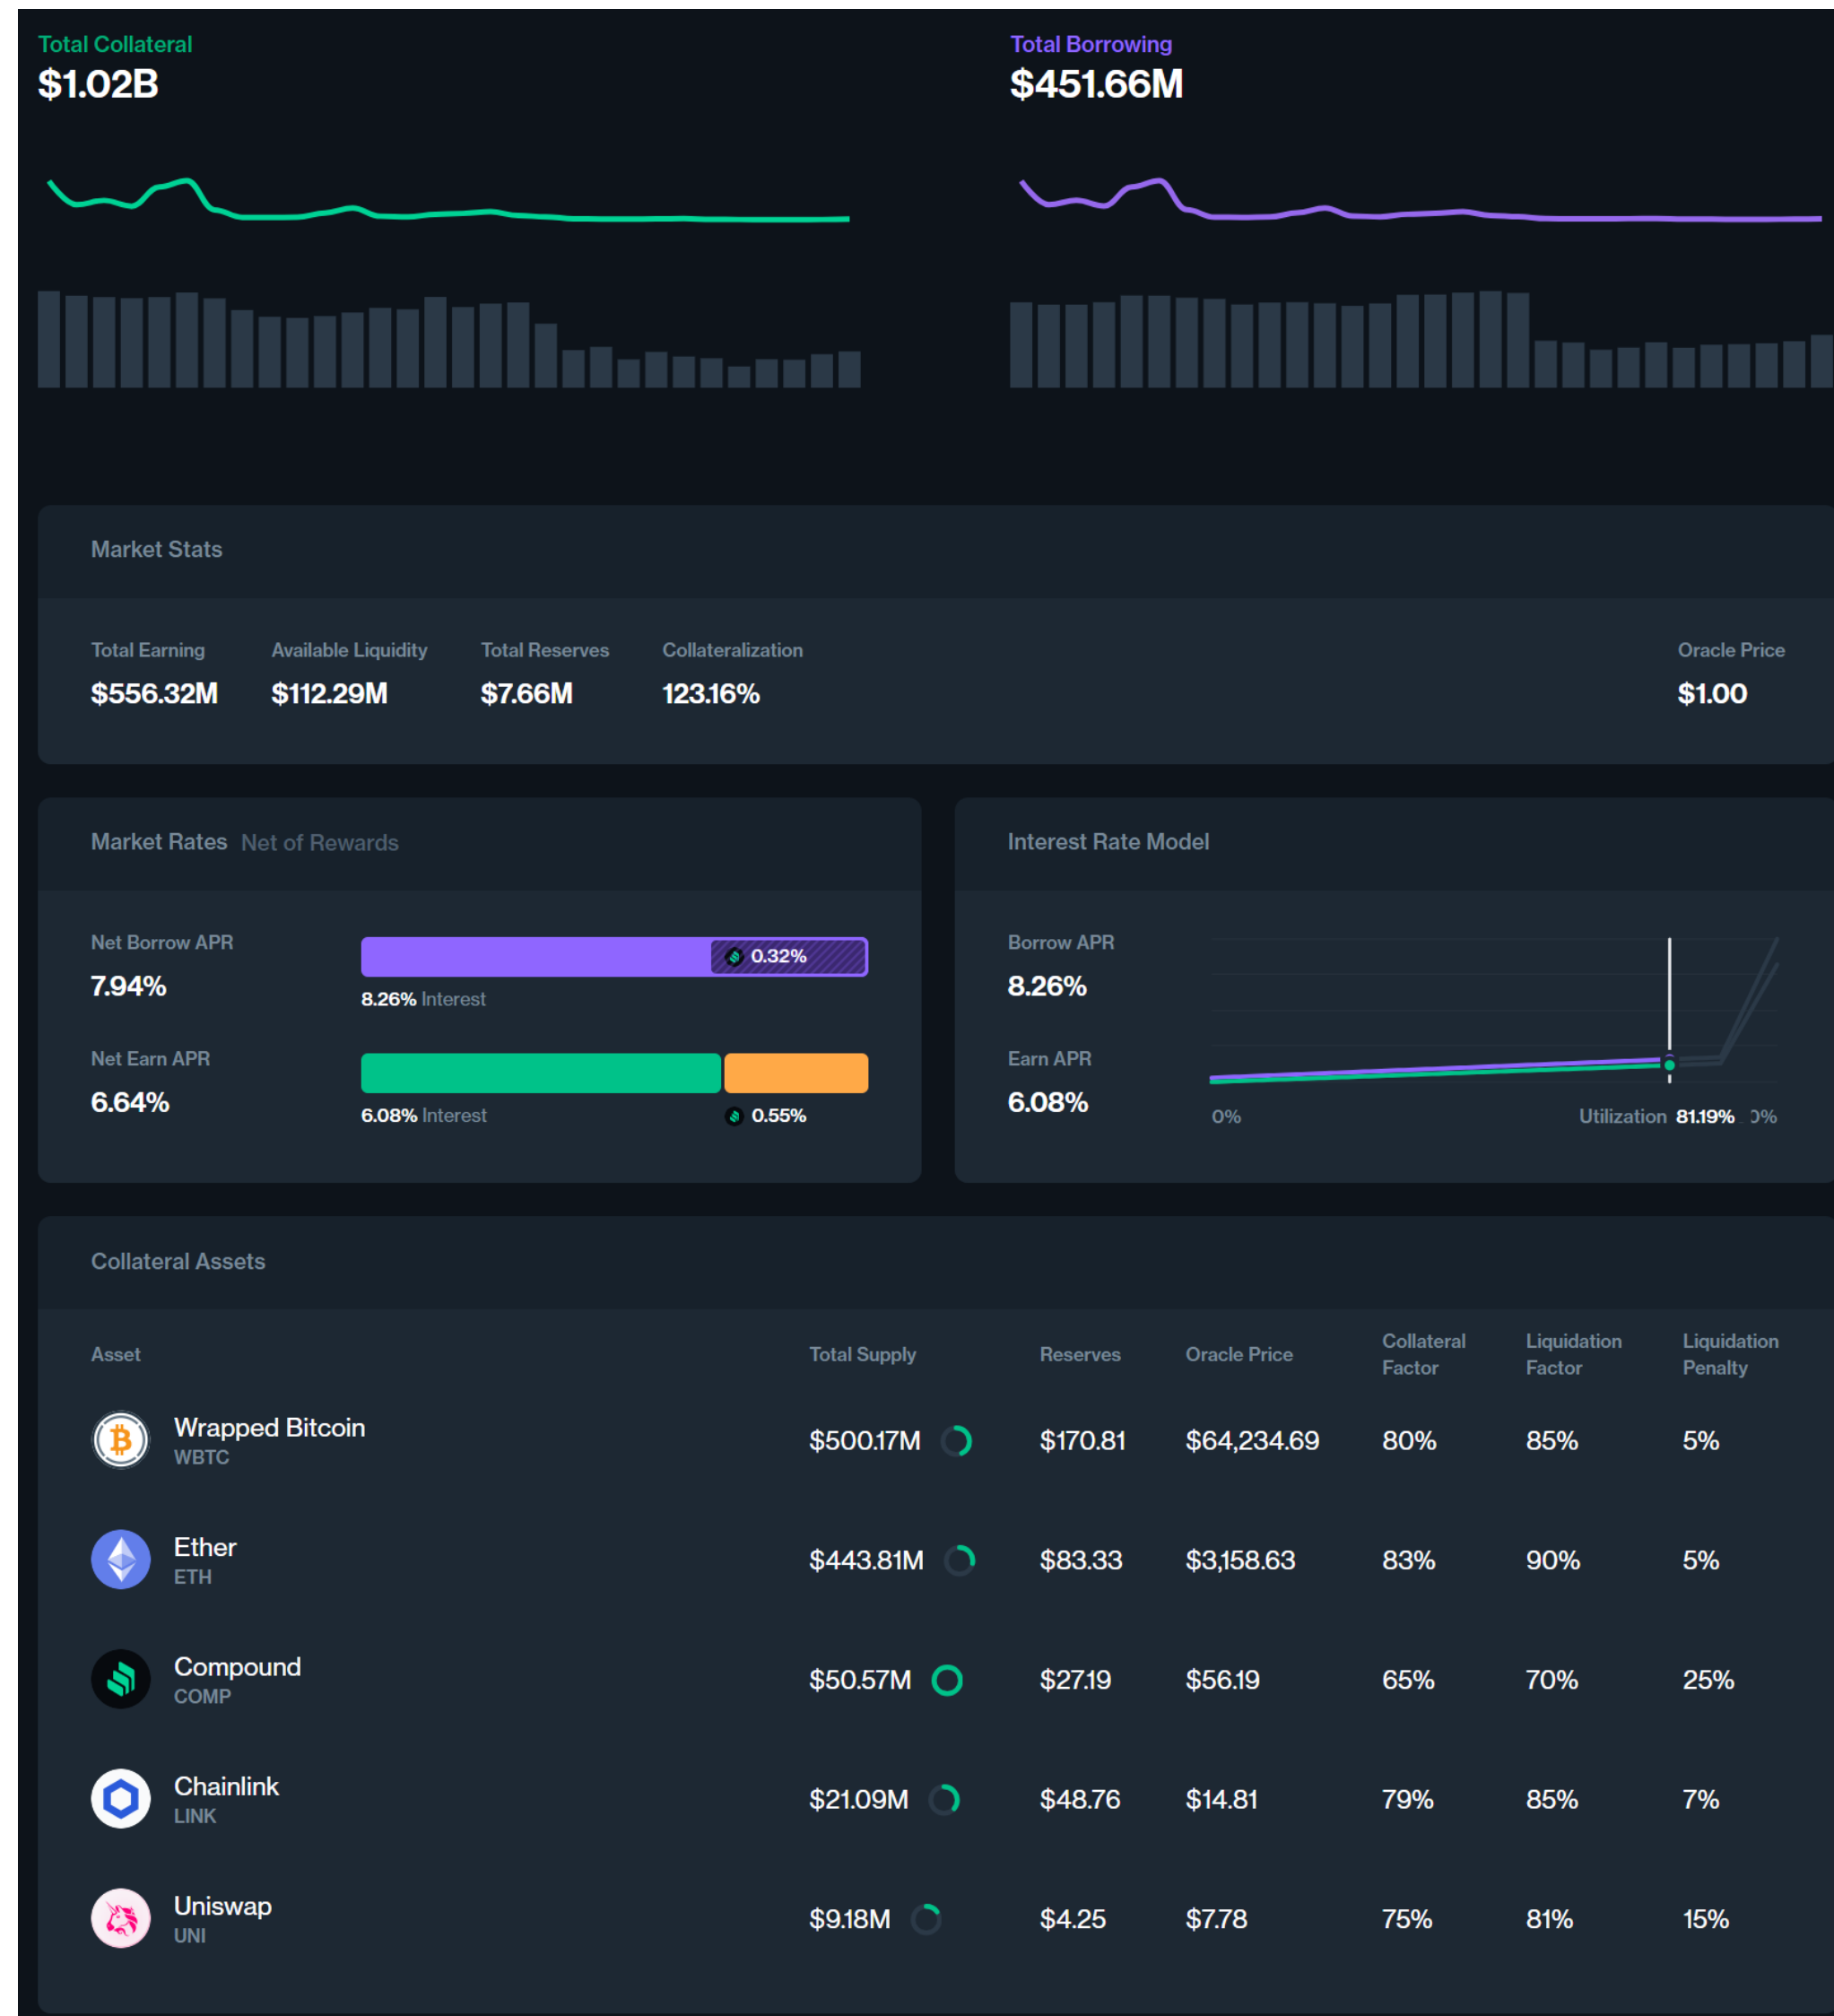 Total Collateral
$1.02B
Total Borrowing
$451.66M
Market Stats
Total Earning Available Liquidity Total Reserves Collateralization Oracle Price
$556.32M $112.29M $7.66M 123.16% $1.00
Market Rates Net of Rewards
Net Borrow APR
7.94%
0.32%
8.26% Interest
Net Earn APR
6.64%
6.08% Interest 0.55%
Interest Rate Model
Borrow APR
8.26%
Earn APR
6.08%
0% Utilization 81.19%
Collateral Assets
Asset Total Supply Reserves Oracle Price Collateral Factor Liquidation Factor Liquidation Penalty
Wrapped Bitcoin
WBTC
$500.17M $170.81 $64,234.69 80% 85% 5%
Ether
ETH
$443.81M $83.33 $3,158.63 83% 90% 5%
Compound
COMP
$50.57M $27.19 $56.19 65% 70% 25%
Chainlink
LINK
$21.09M $48.76 $14.81 79% 85% 7%
Uniswap
UNI
$9.18M $4.25 $7.78 75% 81% 15%